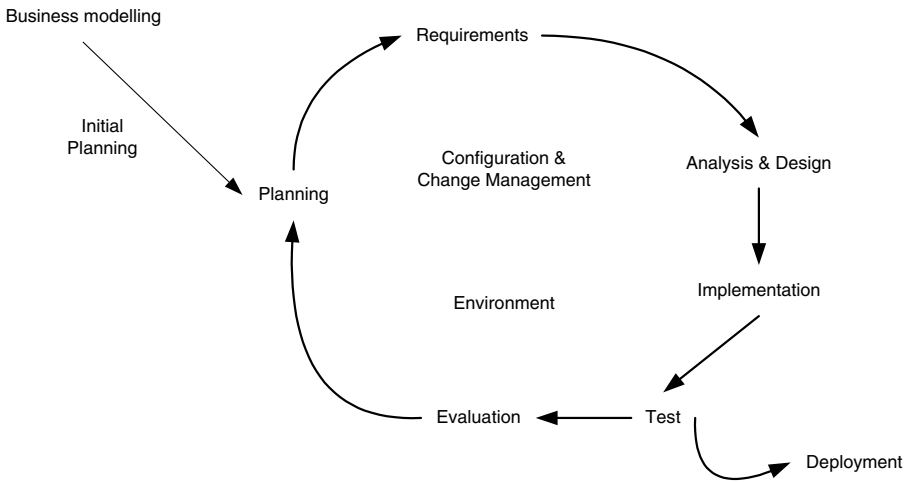 Business modelling
Requirements
Initial
Planning
Configuration &
Change Management
Analysis & Design
Planning
Implementation
Environment
Evaluation
Test
Deployment